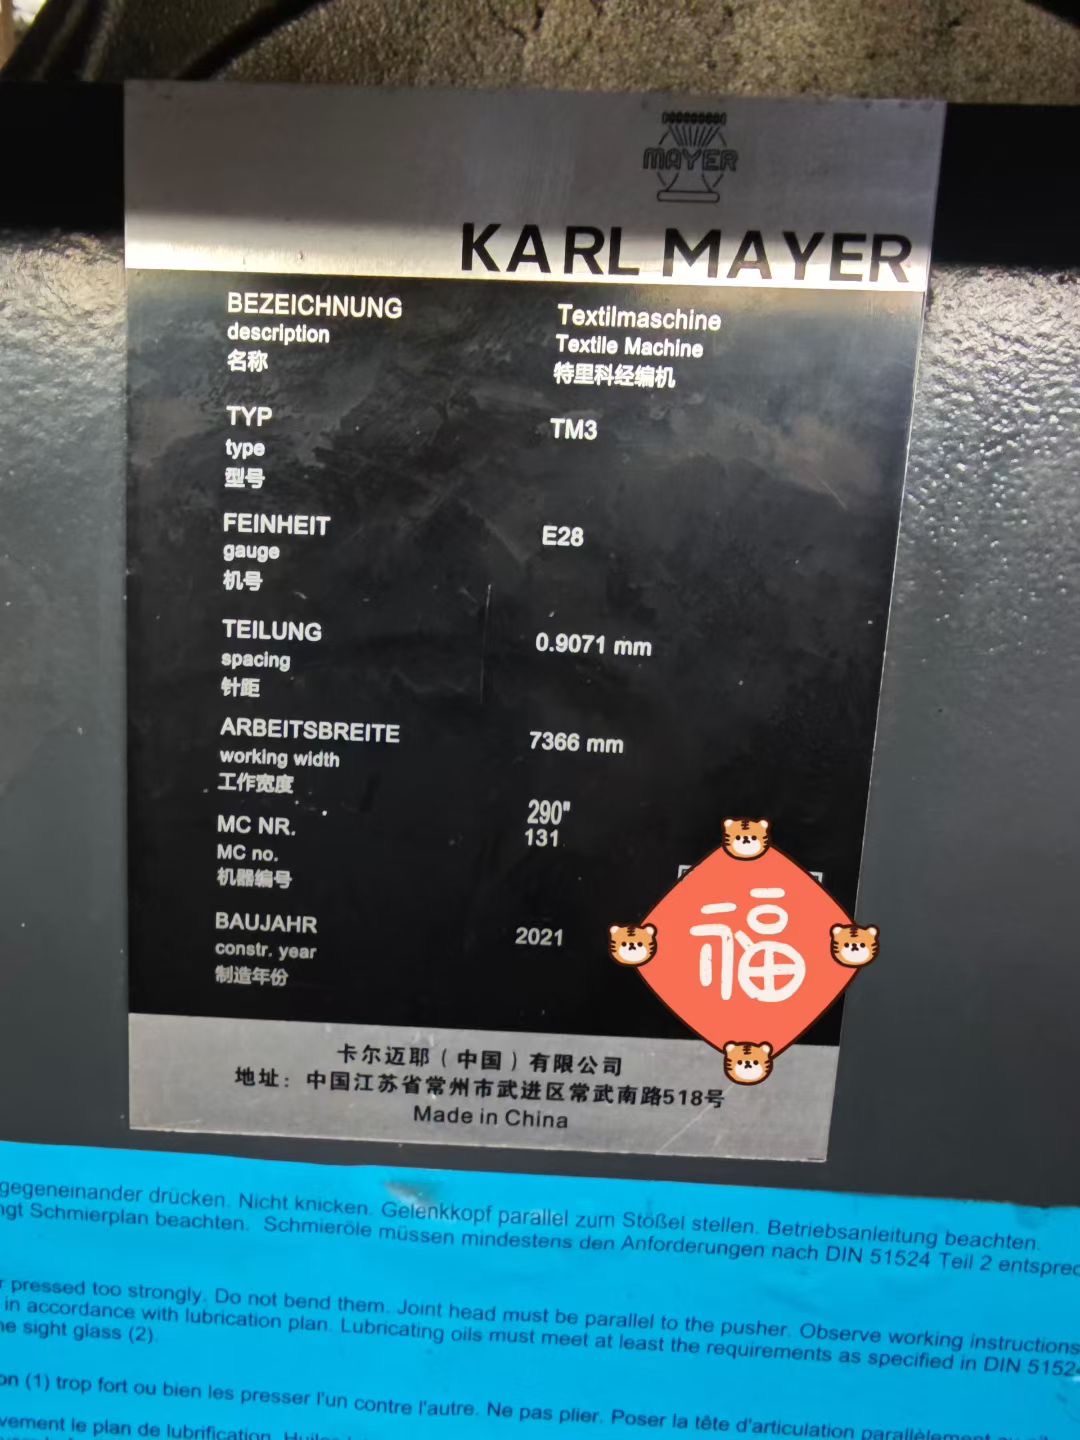 MAYER
KARL MAYER
BEZEICHNUNG
description
名称
Textilmaschine
Textile Machine
特里科经编机
TYP
type
型号
TM3
FEINHEIT
gauge
机号
E28
TEILUNG
spacing
针距
0.9071 mm
ARBEITSBREITE
working width
工作宽度
7366 mm
290"
MC NR.
MC no.
机器编号
131
BAUJAHR
constr. year
制造年份
2021
福
卡尔迈耶（中国）有限公司
地址：中国江苏省常州市武进区常武南路518号
Made in China
gegeneinander drücken. Nicht knicken. Gelenkkopf parallel zum Stößel stellen. Betriebsanleitung beachten.
Schmierplan beachten. Schmieröle müssen mindestens den Anforderungen nach DIN 51524 Teil 2
pressed too strongly. Do not bend them. Joint head must be parallel to the pusher. Observe working instructions
in accordance with lubrication plan. Lubricating oils must meet at least the requirements as specified in DIN
sight glass (2).
(1) trop fort ou bien les presser l'un contre l'autre. Ne pas plier. Poser la tête d'articulation parallèlement
le plan de lubrification.